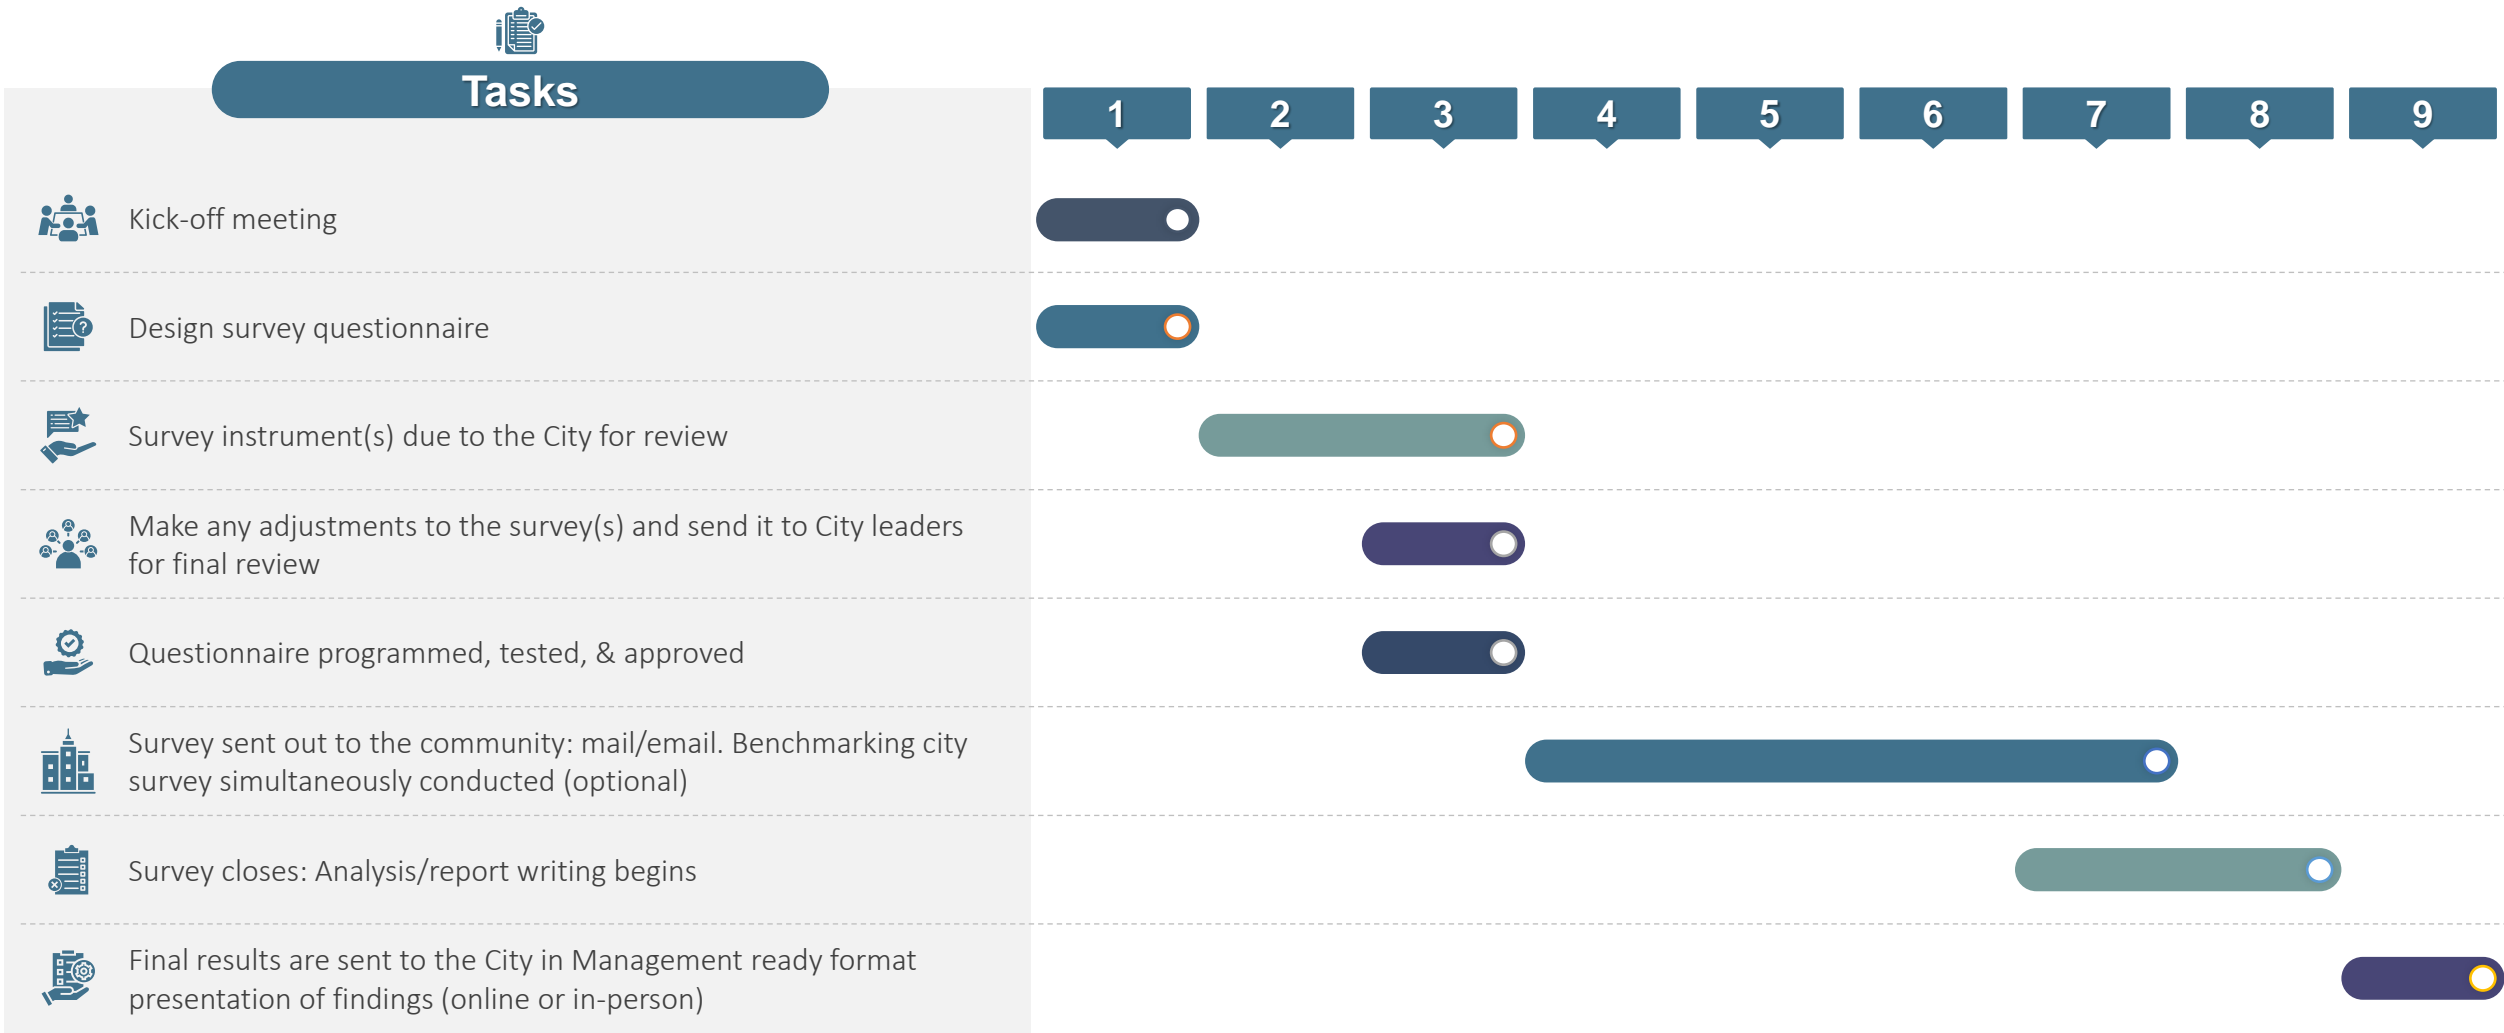 Tasks
1 2 3 4 5 6 7 8 9
Kick-off meeting
Design survey questionnaire
Survey instrument(s) due to the City for review
Make any adjustments to the survey(s) and send it to City leaders
for final review
Questionnaire programmed, tested, & approved
Survey sent out to the community: mail/email. Benchmarking city
survey simultaneously conducted (optional)
Survey closes: Analysis/report writing begins
Final results are sent to the City in Management ready format
presentation of findings (online or in-person)